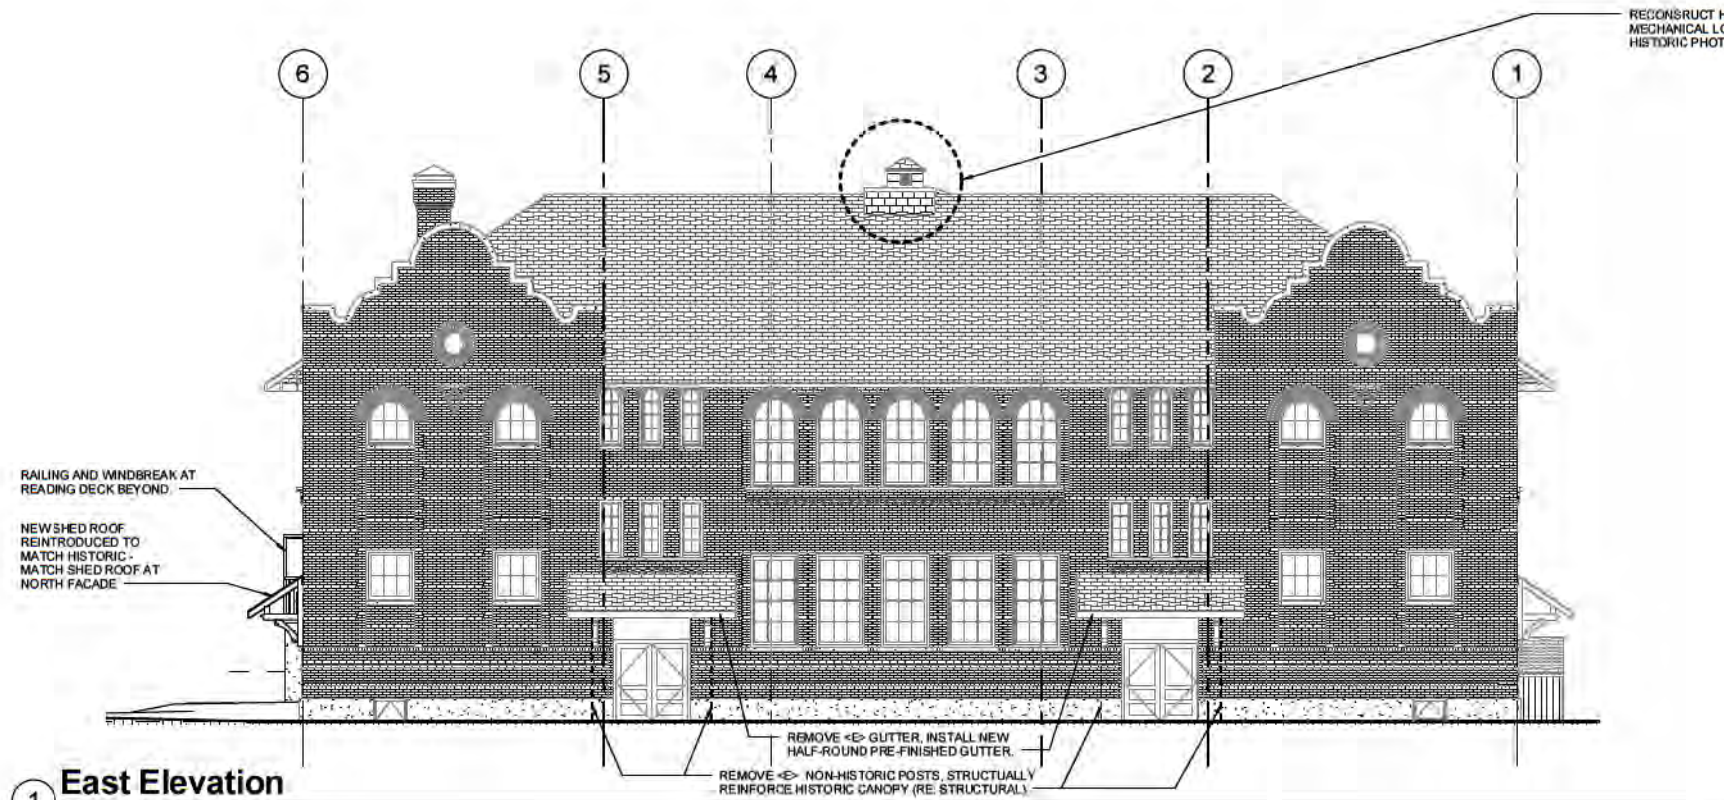 RECONSRUCT H
MECHANICAL LO
HISTORIC PHOT
6
5
4
3
2
1
RAILING AND WINDBREAK AT
READING DECK BEYOND.
NEW SHED ROOF
REINTRODUCED TO
MATCH HISTORIC -
MATCH SHED ROOF AT
NORTH FACADE
REMOVE <E> GUTTER, INSTALL NEW
HALF-ROUND PRE-FINISHED GUTTER.
REMOVE <E> NON-HISTORIC POSTS, STRUCTUALLY
REINFORCE HISTORIC CANOPY (RE: STRUCTURAL)
1 East Elevation